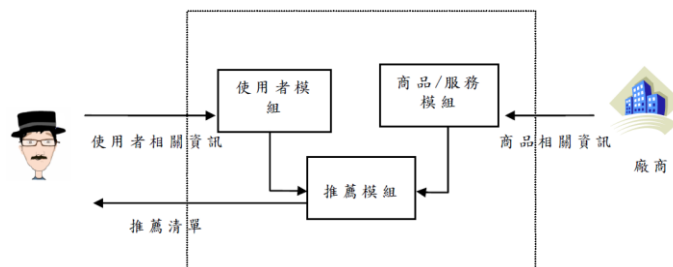 使用者模
組
商品/服務
模組
使用者相關資訊
商品相關資訊
廠商
推薦模組
推薦清單